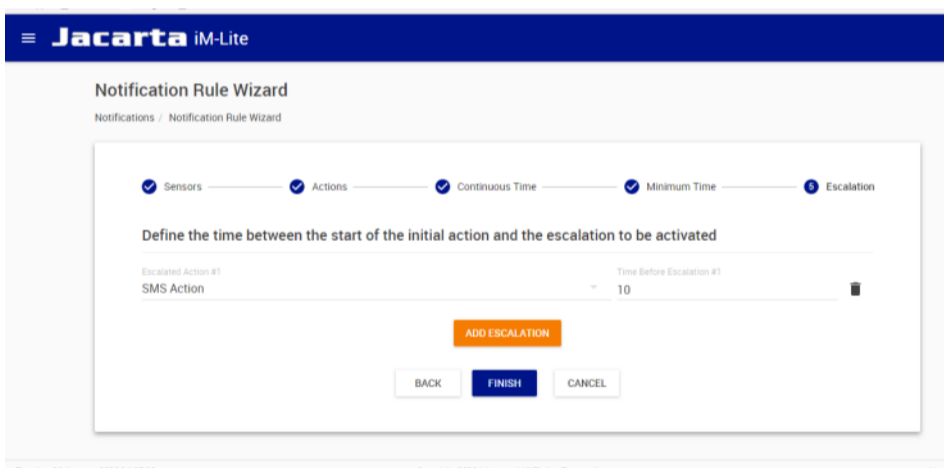 Jacarta iM-Lite
Notification Rule Wizard
Notifications / Notification Rule Wizard
Sensors Actions Continuous Time Minimum Time 5 Escalation
Define the time between the start of the initial action and the escalation to be activated
Escalated Action #1 Time Before Escalation #1
SMS Action 10
ADD ESCALATION
BACK FINISH CANCEL